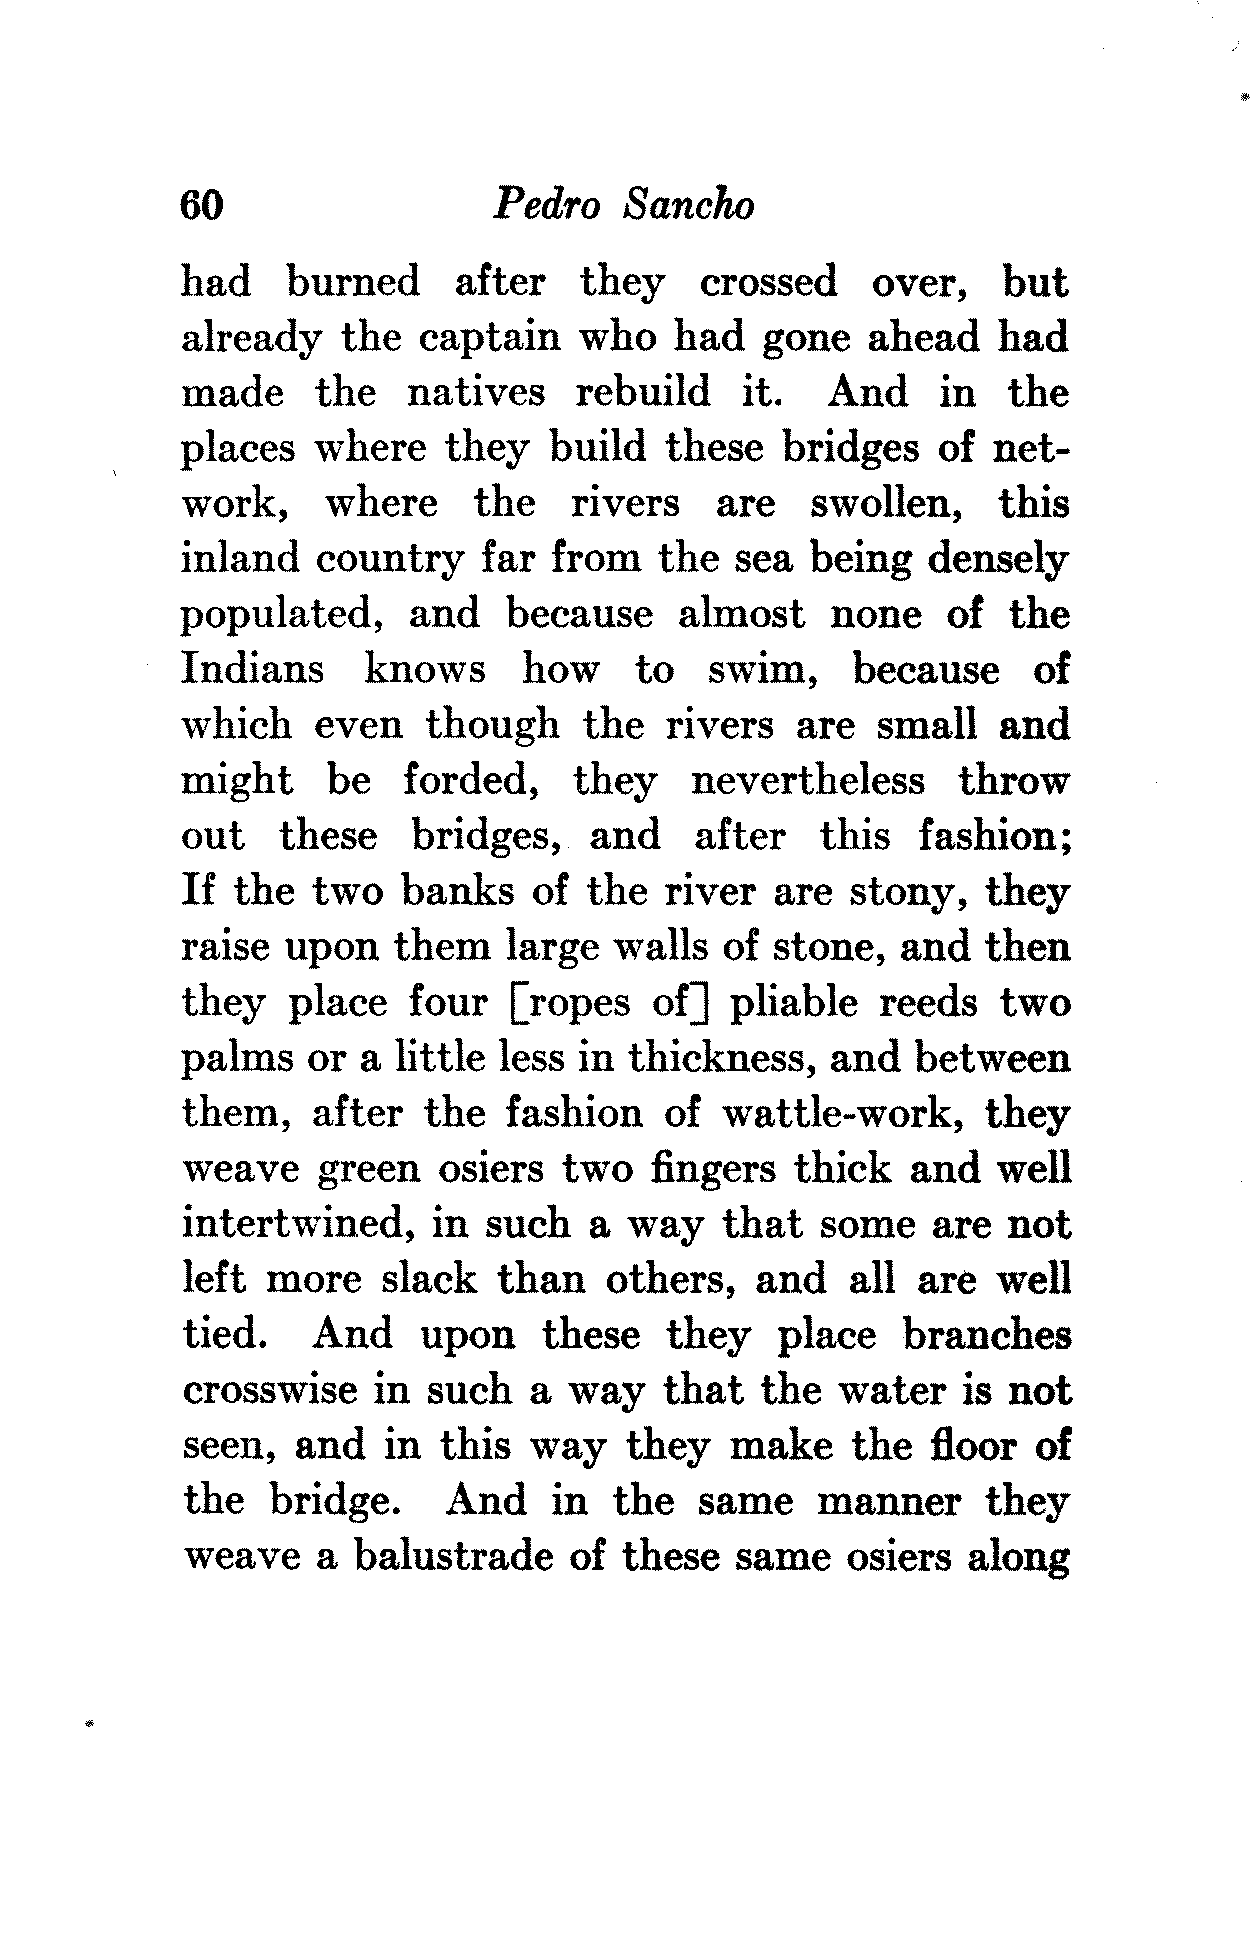 60 Pedro Sancho
had burned after they crossed over, but
already the captain who had gone ahead had
made the natives rebuild it. And in the
places where they build these bridges of net-
work, where the rivers are swollen, this
inland country far from the sea being densely
populated, and because almost none of the
Indians knows how to swim, because of
which even though the rivers are small and
might be forded, they nevertheless throw
out these bridges, and after this fashion;
If the two banks of the river are stony, they
raise upon them large walls of stone, and then
they place four [ropes of] pliable reeds two
palms or a little less in thickness, and between
them, after the fashion of wattle-work, they
weave green osiers two fingers thick and well
intertwined, in such a way that some are not
left more slack than others, and all are well
tied. And upon these they place branches
crosswise in such a way that the water is not
seen, and in this way they make the floor of
the bridge. And in the same manner they
weave a balustrade of these same osiers along